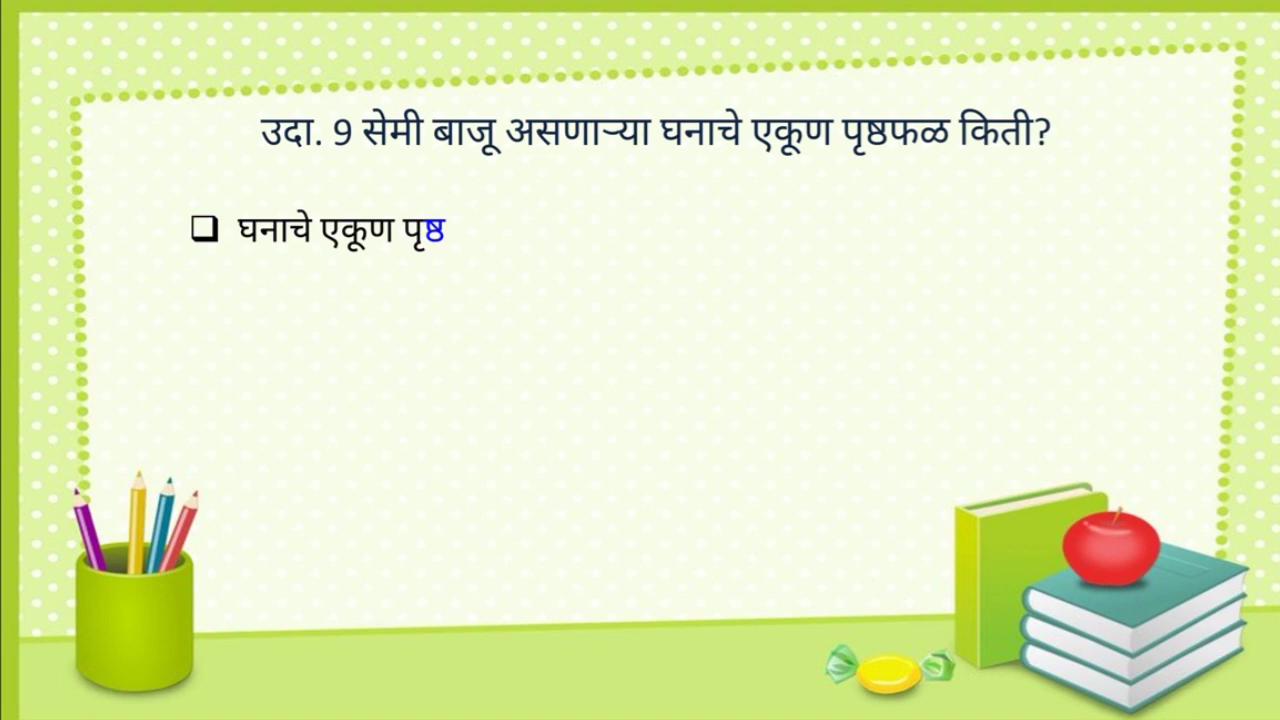 उदा. 9 सेमी बाजू असणाऱ्या घनाचे एकूण पृष्ठफळ किती?
❑ घनाचे एकूण पृष्ठ